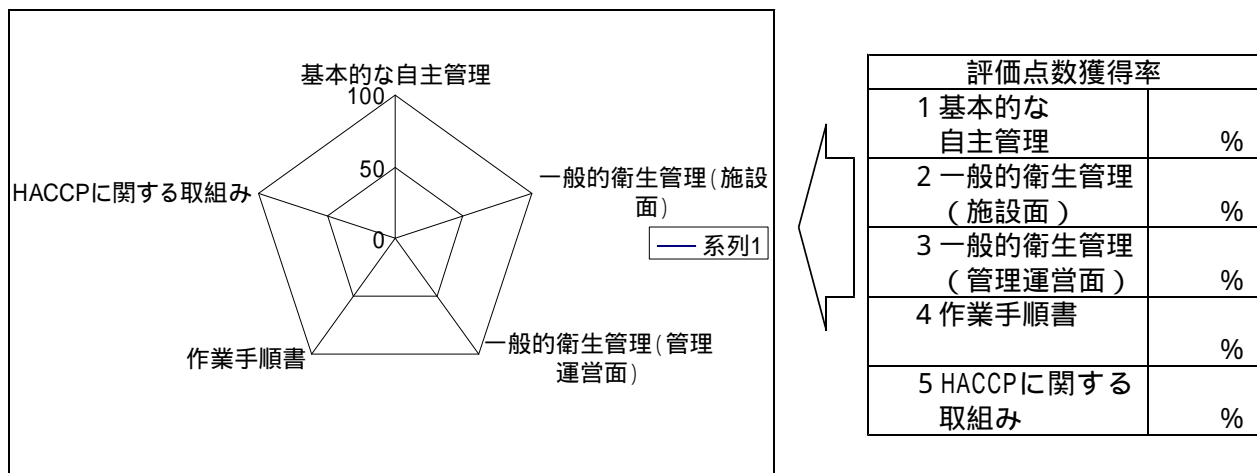 基本的な自主管理
100
50
0
一般的衛生管理(施設
面)
HACCPに関する取組み
系列1
一般的衛生管理(管理
運営面)
作業手順書
評価点数獲得率
1 基本的な
自主管理 %
2 一般的衛生管理
(施設面) %
3 一般的衛生管理
(管理運営面) %
4 作業手順書
%
5 HACCPに関する
取組み %